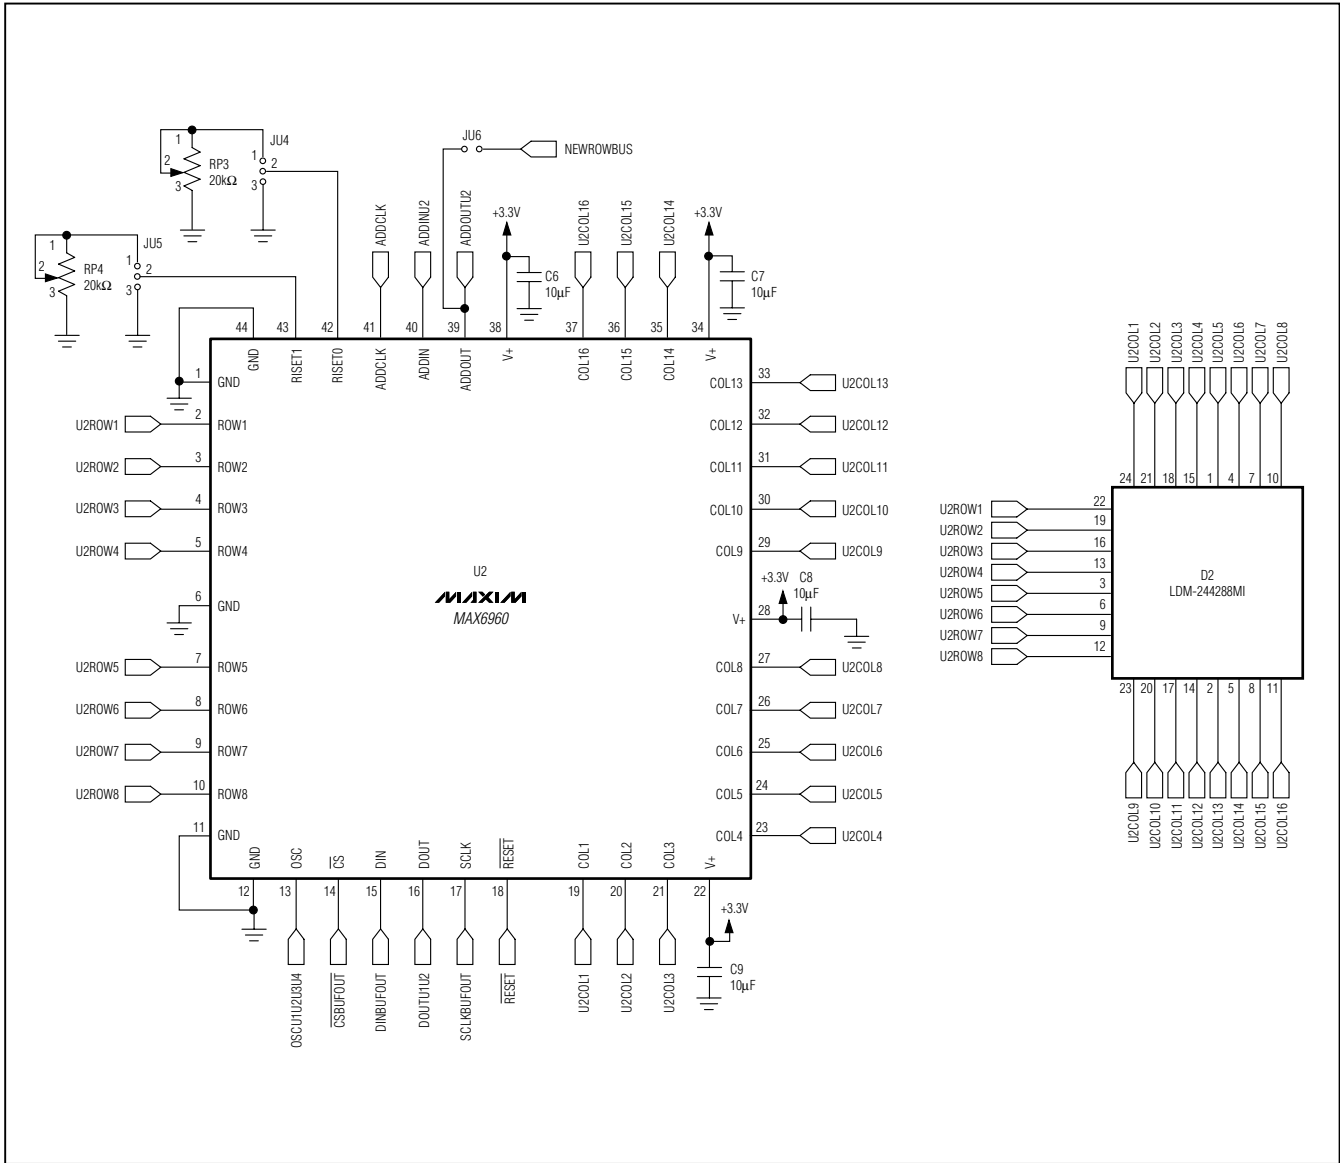 JU4
1
2
3
RP3
20kΩ
1
2
3
JU5
1
2
3
RP4
20kΩ
1
2
3
JU6
NEWROWBUS
ADDCLK
ADDINU2
ADDOUTU2
+3.3V
C6
10µF
U2COL16
U2COL15
U2COL14
+3.3V
C7
10µF
44
43
42
41
40
39
38
37
36
35
34
GND
RISET1
RISET0
ADDCLK
ADDIN
ADDOUT
V+
COL16
COL15
COL14
V+
1 GND
U2ROW1 2 ROW1
U2ROW2 3 ROW2
U2ROW3 4 ROW3
U2ROW4 5 ROW4
6 GND
U2ROW5 7 ROW5
U2ROW6 8 ROW6
U2ROW7 9 ROW7
U2ROW8 10 ROW8
11 GND
U2
MAXIM
MAX6960
COL13 33 U2COL13
COL12 32 U2COL12
COL11 31 U2COL11
COL10 30 U2COL10
COL9 29 U2COL9
+3.3V
C8
10µF
V+ 28
COL8 27 U2COL8
COL7 26 U2COL7
COL6 25 U2COL6
COL5 24 U2COL5
COL4 23 U2COL4
GND
OSC
CS
DIN
DOUT
SCLK
RESET
COL1
COL2
COL3
V+
12
13
14
15
16
17
18
19
20
21
22
OSCU1U2U3U4
CSBUFOUT
DINBUFOUT
DOUTU1U2
SCLKBUFOUT
RESET
U2COL1
U2COL2
U2COL3
+3.3V
C9
10µF
U2COL1
U2COL2
U2COL3
U2COL4
U2COL5
U2COL6
U2COL7
U2COL8
24
21
18
15
1
4
7
10
U2ROW1 22
U2ROW2 19
U2ROW3 16
U2ROW4 13
U2ROW5 3
U2ROW6 6
U2ROW7 9
U2ROW8 12
D2
LDM-244288MI
23
20
17
14
2
5
8
11
U2COL9
U2COL10
U2COL11
U2COL12
U2COL13
U2COL14
U2COL15
U2COL16